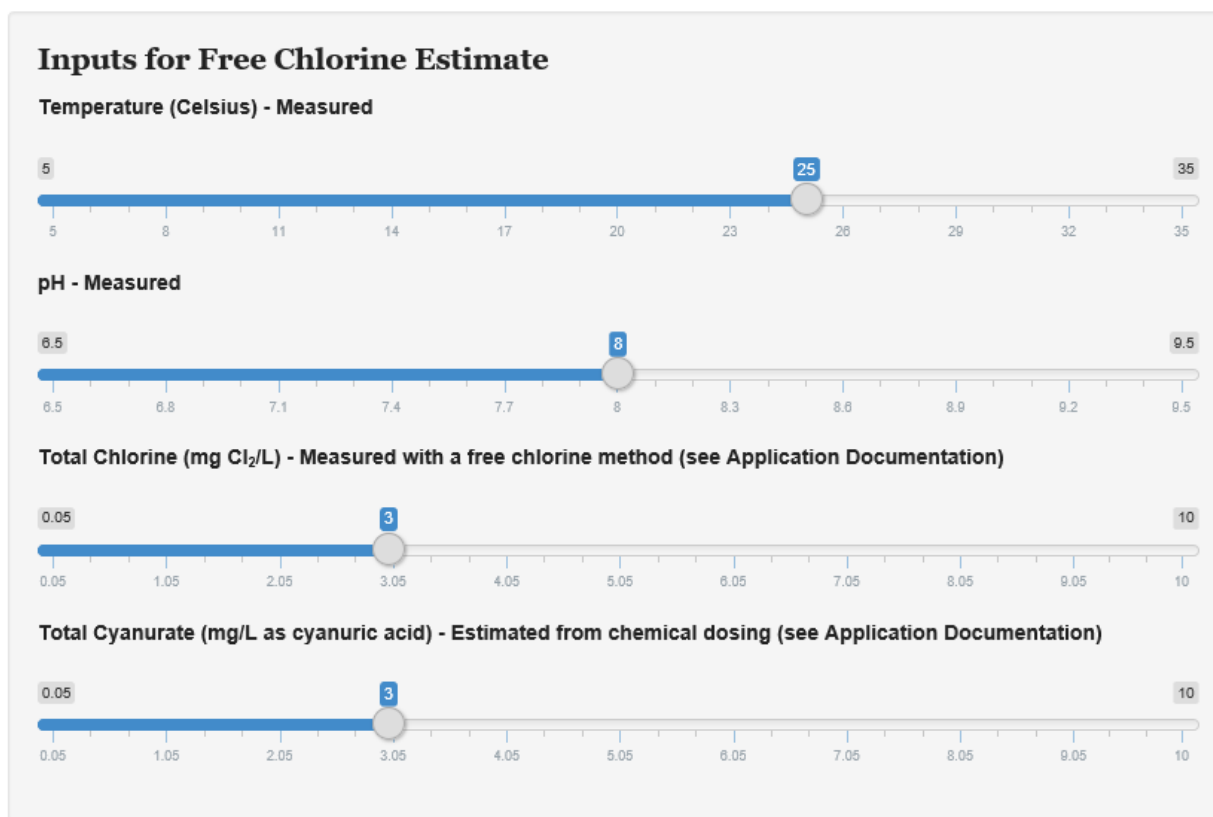 Inputs for Free Chlorine Estimate
Temperature (Celsius) - Measured
5 25 35
5 8 11 14 17 20 23 26 29 32 35
pH - Measured
6.5 8 9.5
6.5 6.8 7.1 7.4 7.7 8 8.3 8.6 8.9 9.2 9.5
Total Chlorine (mg Cl₂/L) - Measured with a free chlorine method (see Application Documentation)
0.05 3 10
0.05 1.05 2.05 3.05 4.05 5.05 6.05 7.05 8.05 9.05 10
Total Cyanurate (mg/L as cyanuric acid) - Estimated from chemical dosing (see Application Documentation)
0.05 3 10
0.05 1.05 2.05 3.05 4.05 5.05 6.05 7.05 8.05 9.05 10